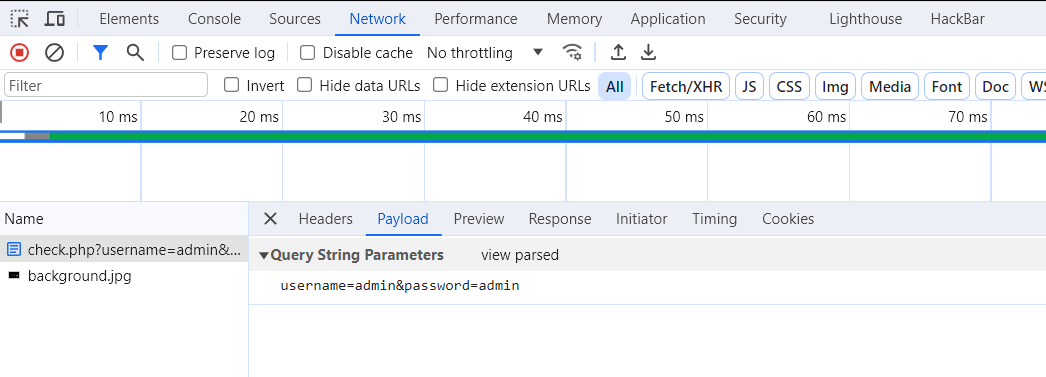 Elements Console Sources Network Performance Memory Application Security Lighthouse HackBar
Preserve log Disable cache No throttling
Filter Invert Hide data URLs Hide extension URLs All Fetch/XHR JS CSS Img Media Font Doc WS
10 ms 20 ms 30 ms 40 ms 50 ms 60 ms 70 ms
Name Headers Payload Preview Response Initiator Timing Cookies
check.php?username=admin&... Query String Parameters view parsed
background.jpg username=admin&password=admin